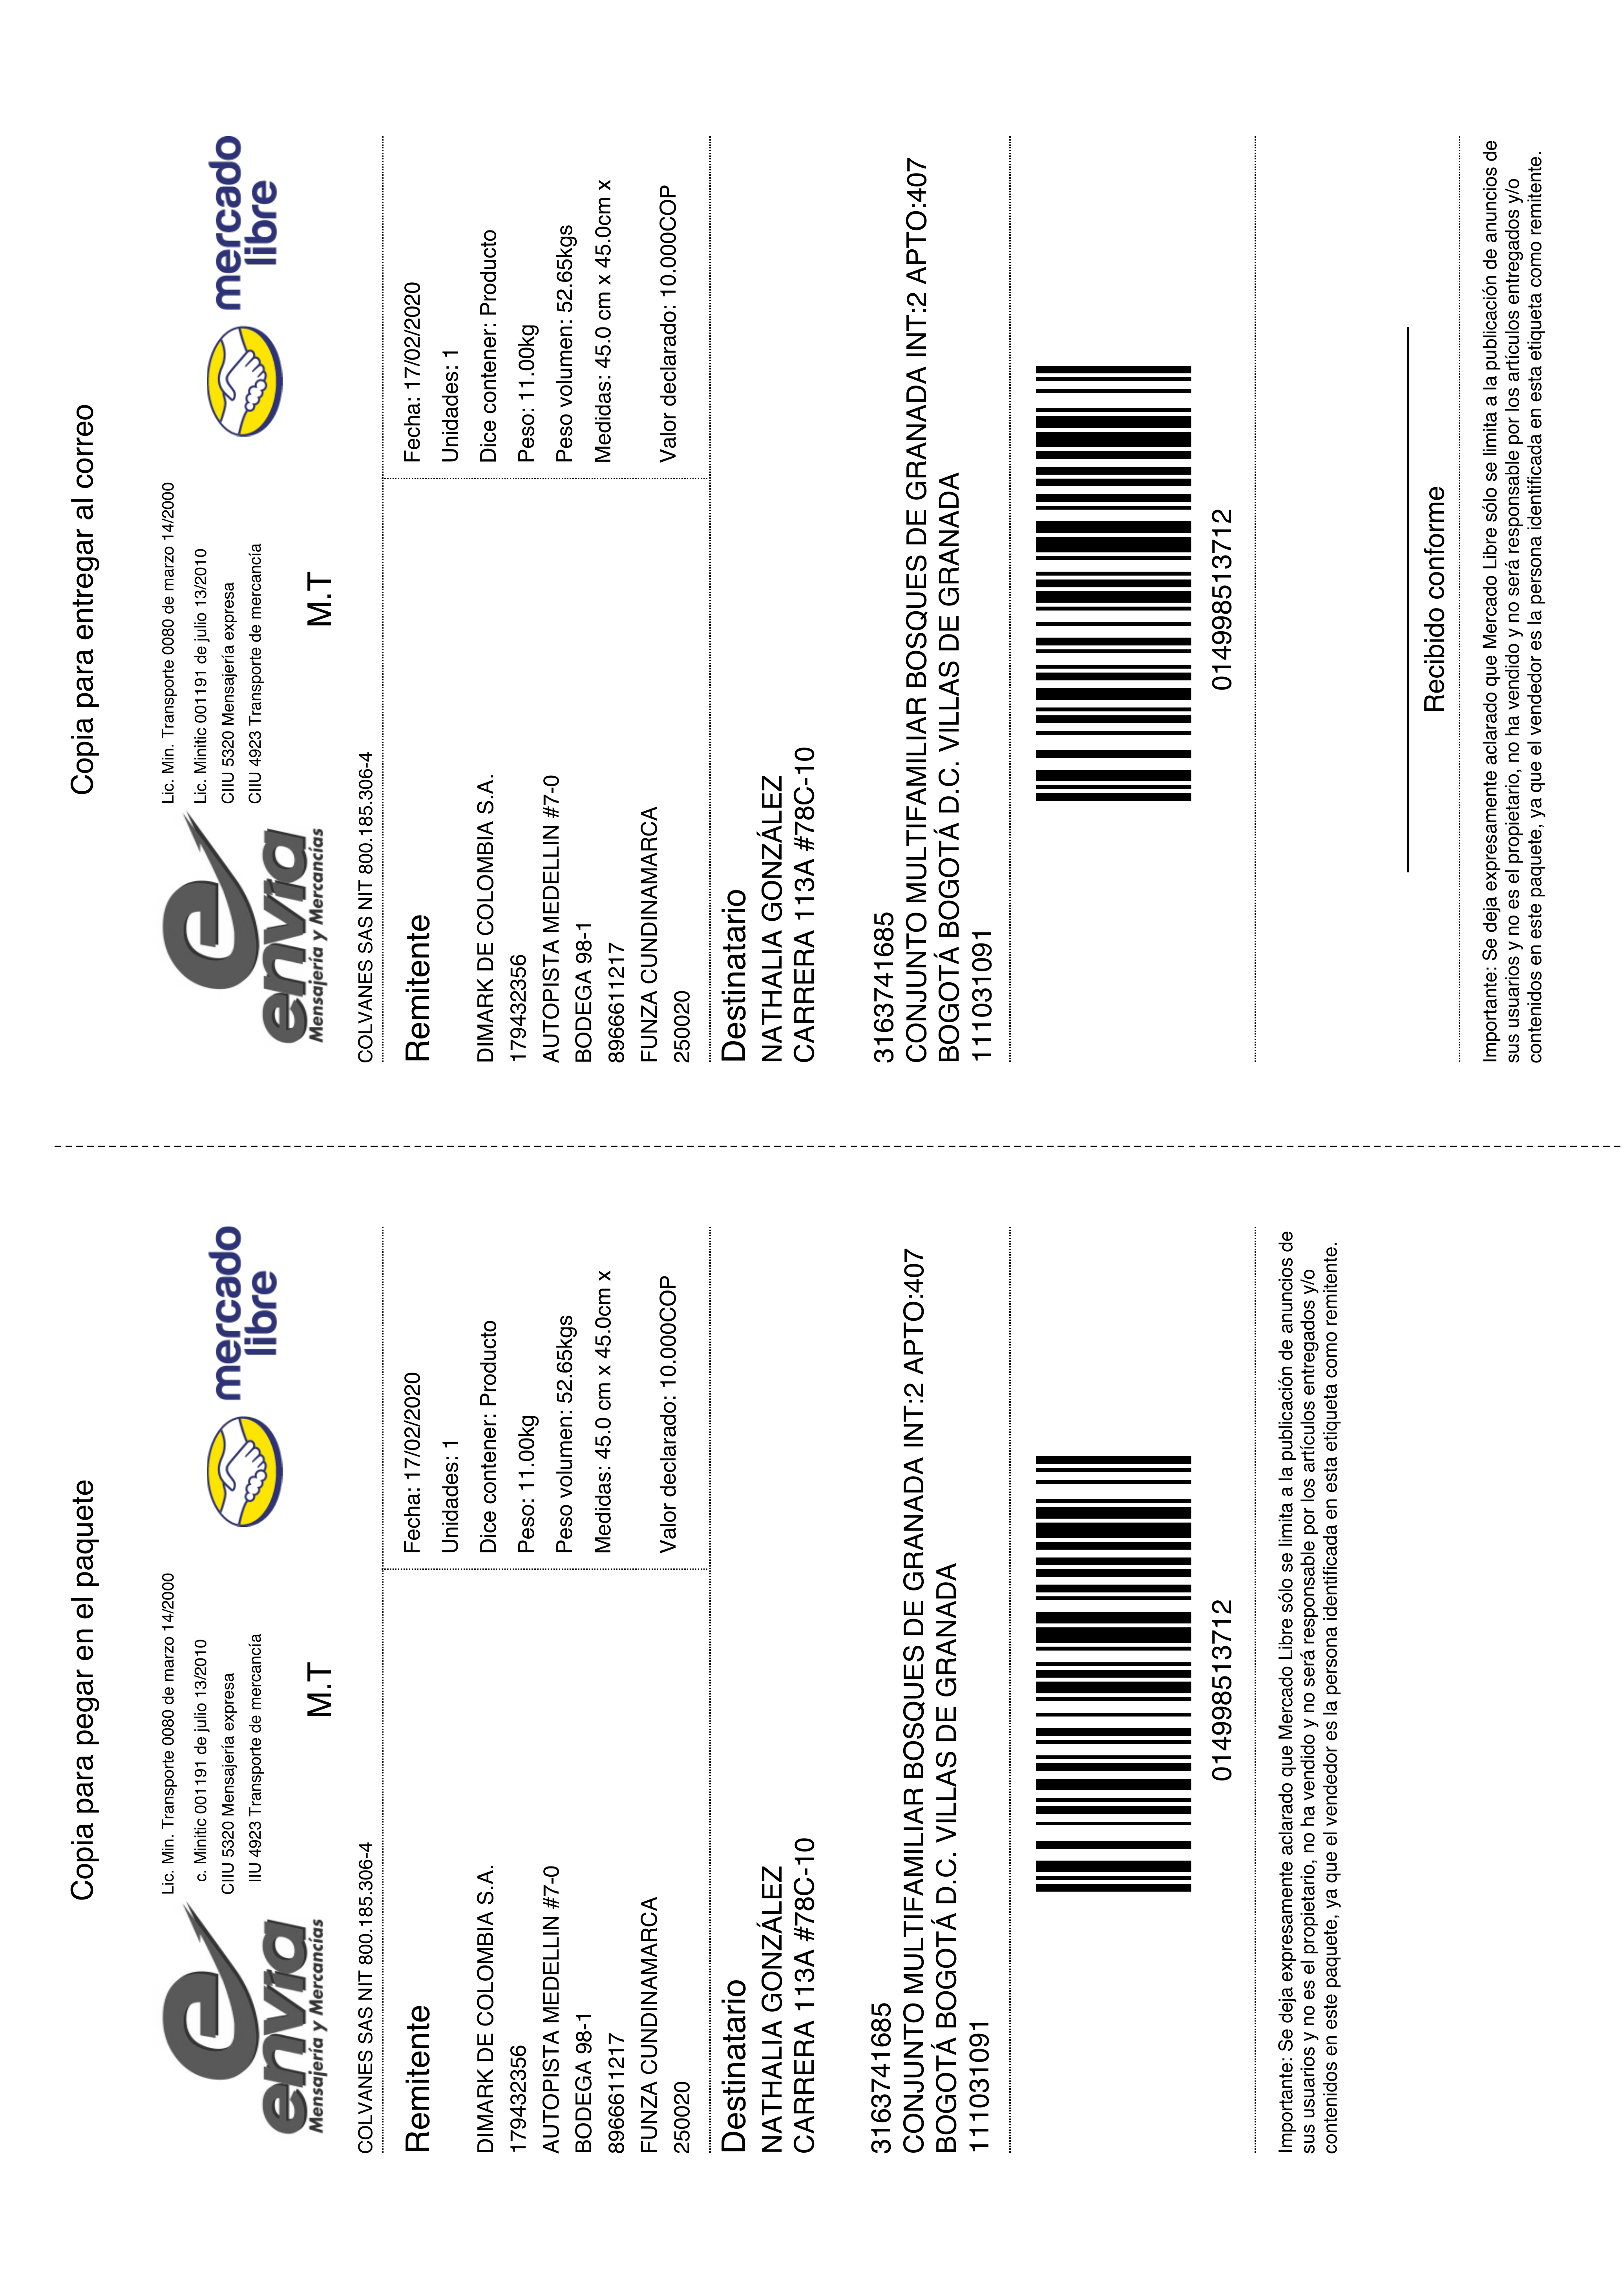 Copia para pegar en el paquete
envía
Mensajería y Mercancías
Lic. Min. Transporte 0080 de marzo 14/2000
c. Minitic 001191 de julio 13/2010
CIIU 5320 Mensajería expresa
IIU 4923 Transporte de mercancía
mercado
libre
M.T
COLVANES SAS NIT 800.185.306-4
Remitente
DIMARK DE COLOMBIA S.A.
179432356
AUTOPISTA MEDELLIN #7-0
BODEGA 98-1
8966611217
FUNZA CUNDINAMARCA
250020
Fecha: 17/02/2020
Unidades: 1
Dice contener: Producto
Peso: 11.00kg
Peso volumen: 52.65kgs
Medidas: 45.0 cm x 45.0cm x
Valor declarado: 10.000COP
Destinatario
NATHALIA GONZÁLEZ
CARRERA 113A #78C-10
3163741685
CONJUNTO MULTIFAMILIAR BOSQUES DE GRANADA INT:2 APTO:407
BOGOTÁ BOGOTÁ D.C. VILLAS DE GRANADA
111031091
014998513712
Importante: Se deja expresamente aclarado que Mercado Libre sólo se limita a la publicación de anuncios de
sus usuarios y no es el propietario, no ha vendido y no será responsable por los artículos entregados y/o
contenidos en este paquete, ya que el vendedor es la persona identificada en esta etiqueta como remitente.
Copia para entregar al correo
envía
Mensajería y Mercancías
Lic. Min. Transporte 0080 de marzo 14/2000
Lic. Minitic 001191 de julio 13/2010
CIIU 5320 Mensajería expresa
CIIU 4923 Transporte de mercancía
mercado
libre
M.T
COLVANES SAS NIT 800.185.306-4
Remitente
DIMARK DE COLOMBIA S.A.
179432356
AUTOPISTA MEDELLIN #7-0
BODEGA 98-1
8966611217
FUNZA CUNDINAMARCA
250020
Fecha: 17/02/2020
Unidades: 1
Dice contener: Producto
Peso: 11.00kg
Peso volumen: 52.65kgs
Medidas: 45.0 cm x 45.0cm x
Valor declarado: 10.000COP
Destinatario
NATHALIA GONZÁLEZ
CARRERA 113A #78C-10
3163741685
CONJUNTO MULTIFAMILIAR BOSQUES DE GRANADA INT:2 APTO:407
BOGOTÁ BOGOTÁ D.C. VILLAS DE GRANADA
111031091
014998513712
Recibido conforme
Importante: Se deja expresamente aclarado que Mercado Libre sólo se limita a la publicación de anuncios de
sus usuarios y no es el propietario, no ha vendido y no será responsable por los artículos entregados y/o
contenidos en este paquete, ya que el vendedor es la persona identificada en esta etiqueta como remitente.